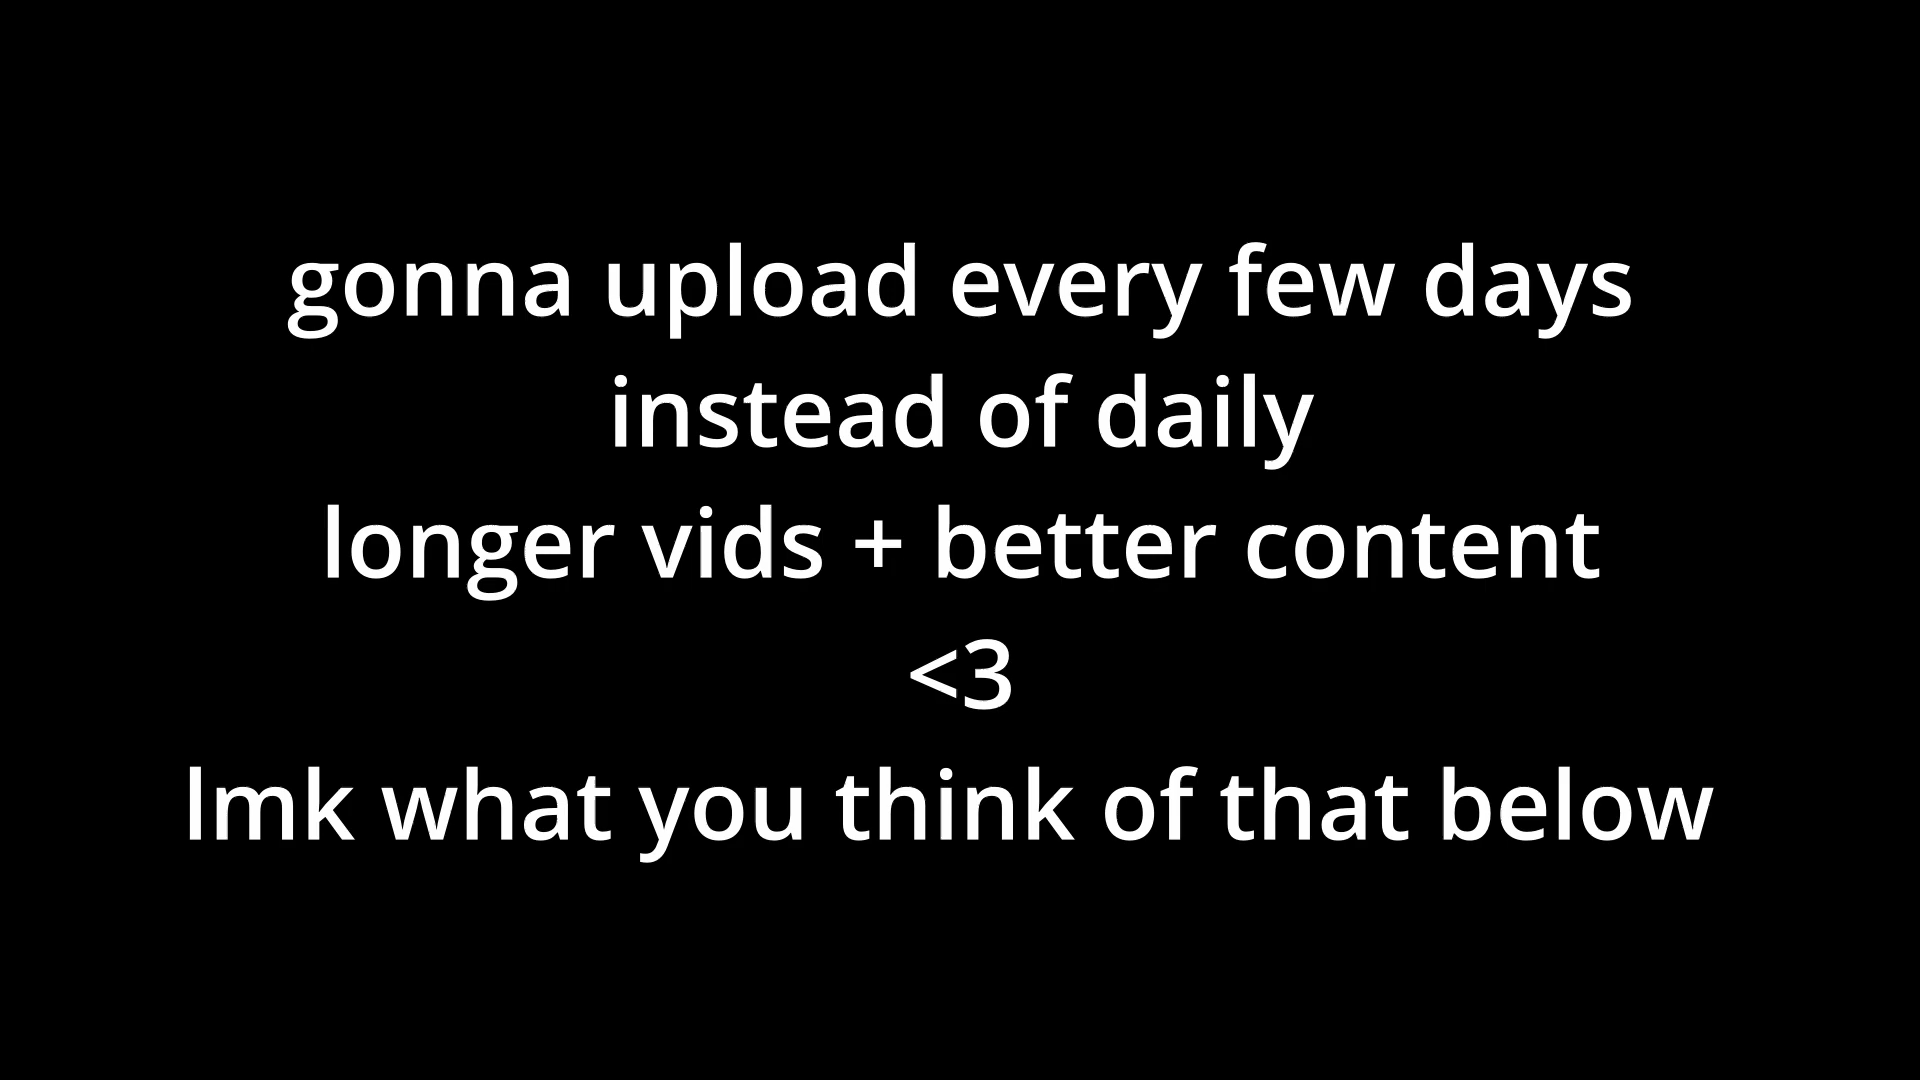 gonna upload every few days
instead of daily
longer vids + better content
<3
lmk what you think of that below